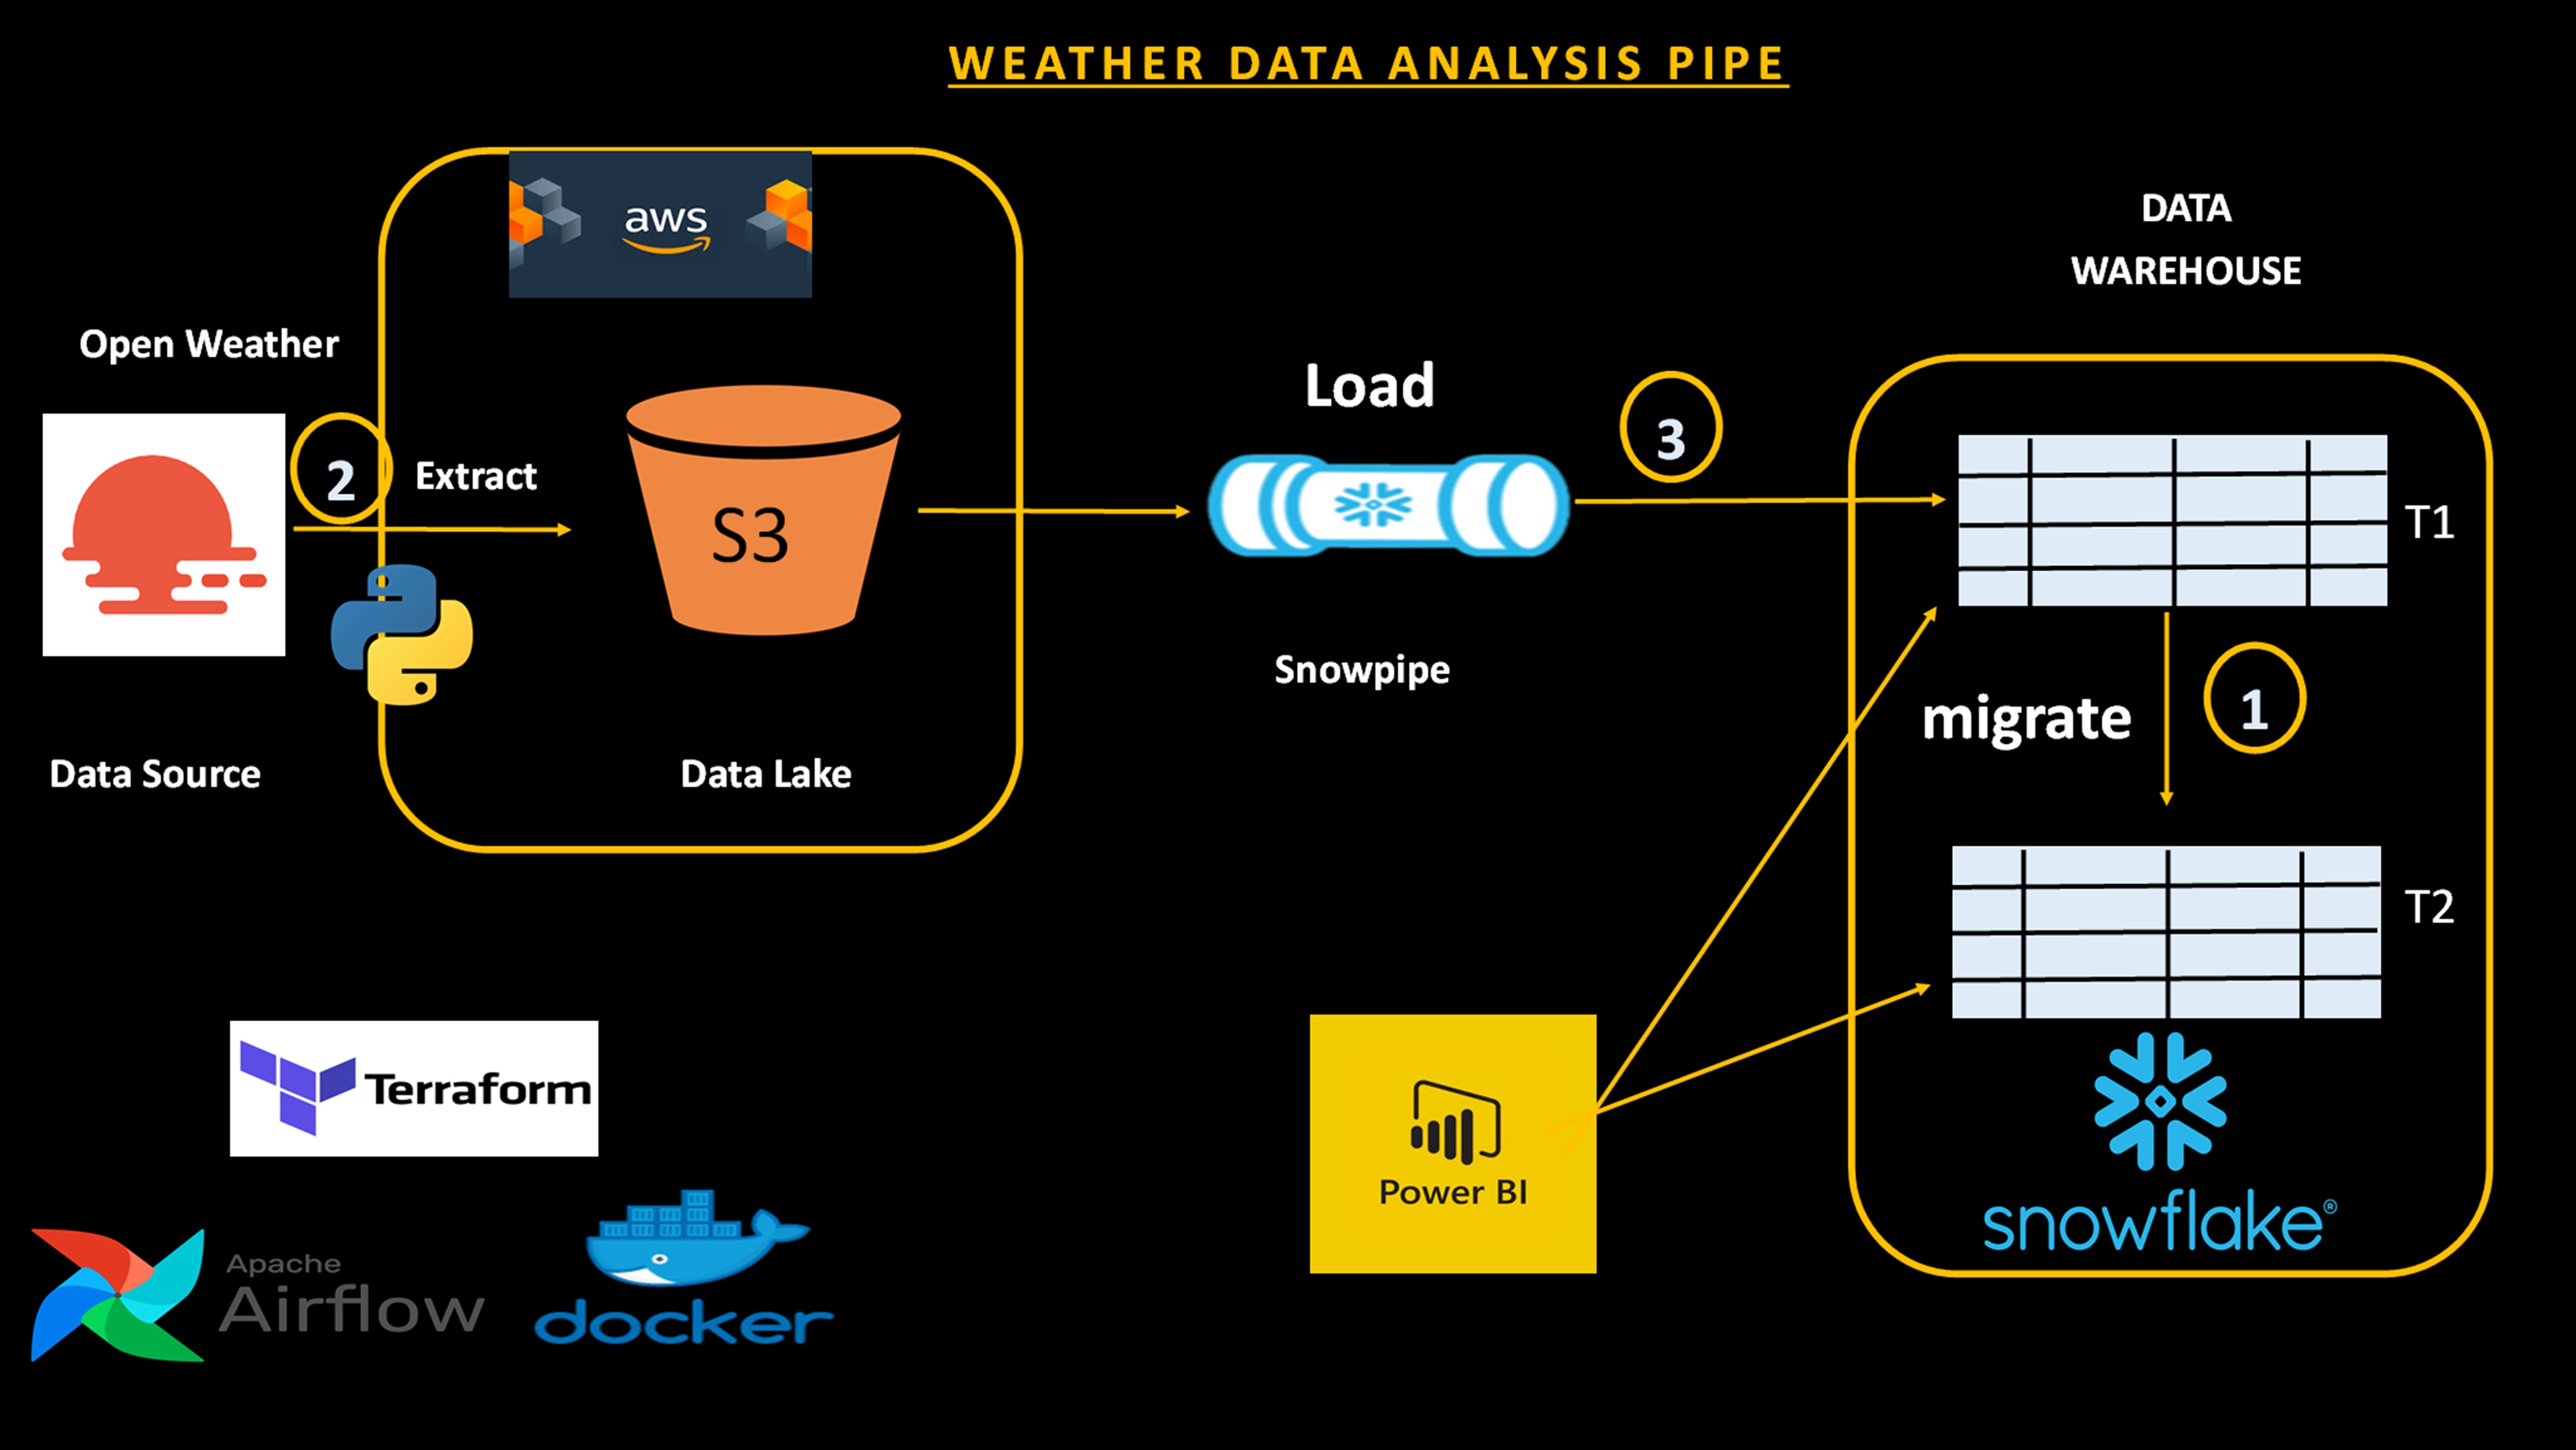 WEATHER DATA ANALYSIS PIPE
aws
DATA
WAREHOUSE
Open Weather
Load
2
Extract
3
S3
T1
Snowpipe
migrate
1
Data Source
Data Lake
T2
Terraform
Power BI
snowflake®
Apache
Airflow
docker